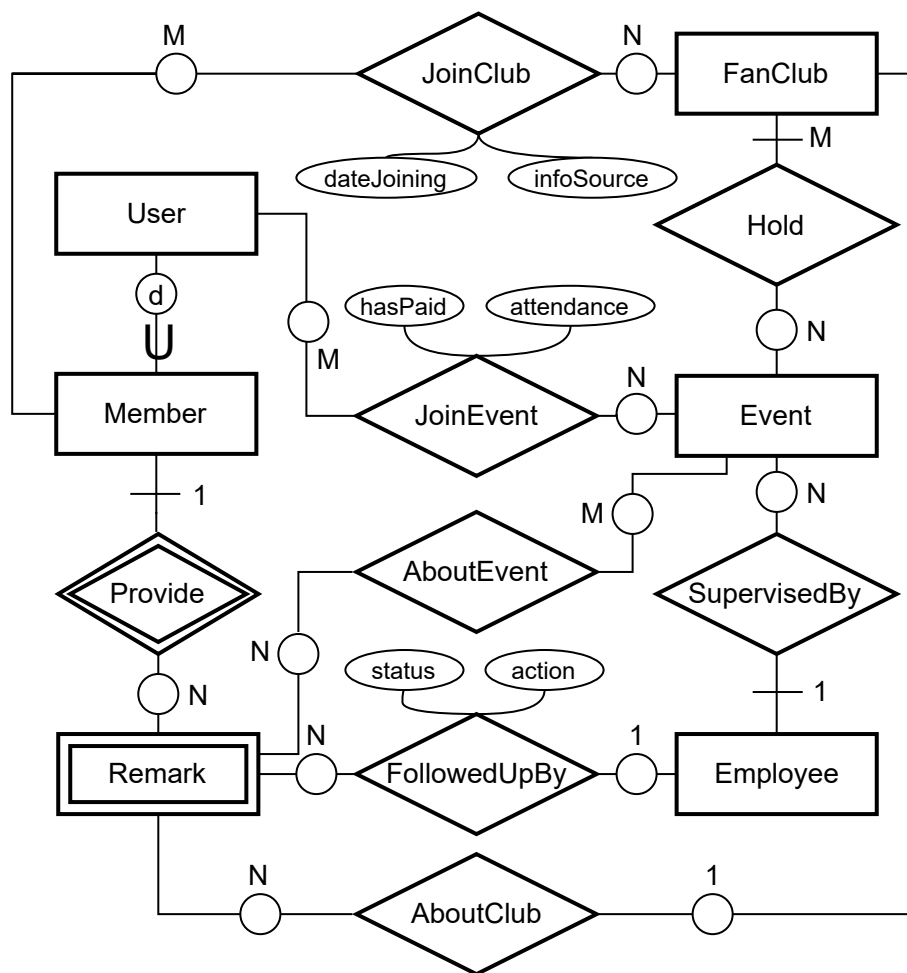 M
N
JoinClub
FanClub
M
dateJoining
infoSource
User
Hold
d
hasPaid
attendance
N
M
U
N
Member
JoinEvent
Event
1
N
M
AboutEvent
Provide
SupervisedBy
N
status
action
N
1
N
1
Remark
FollowedUpBy
Employee
N
1
AboutClub